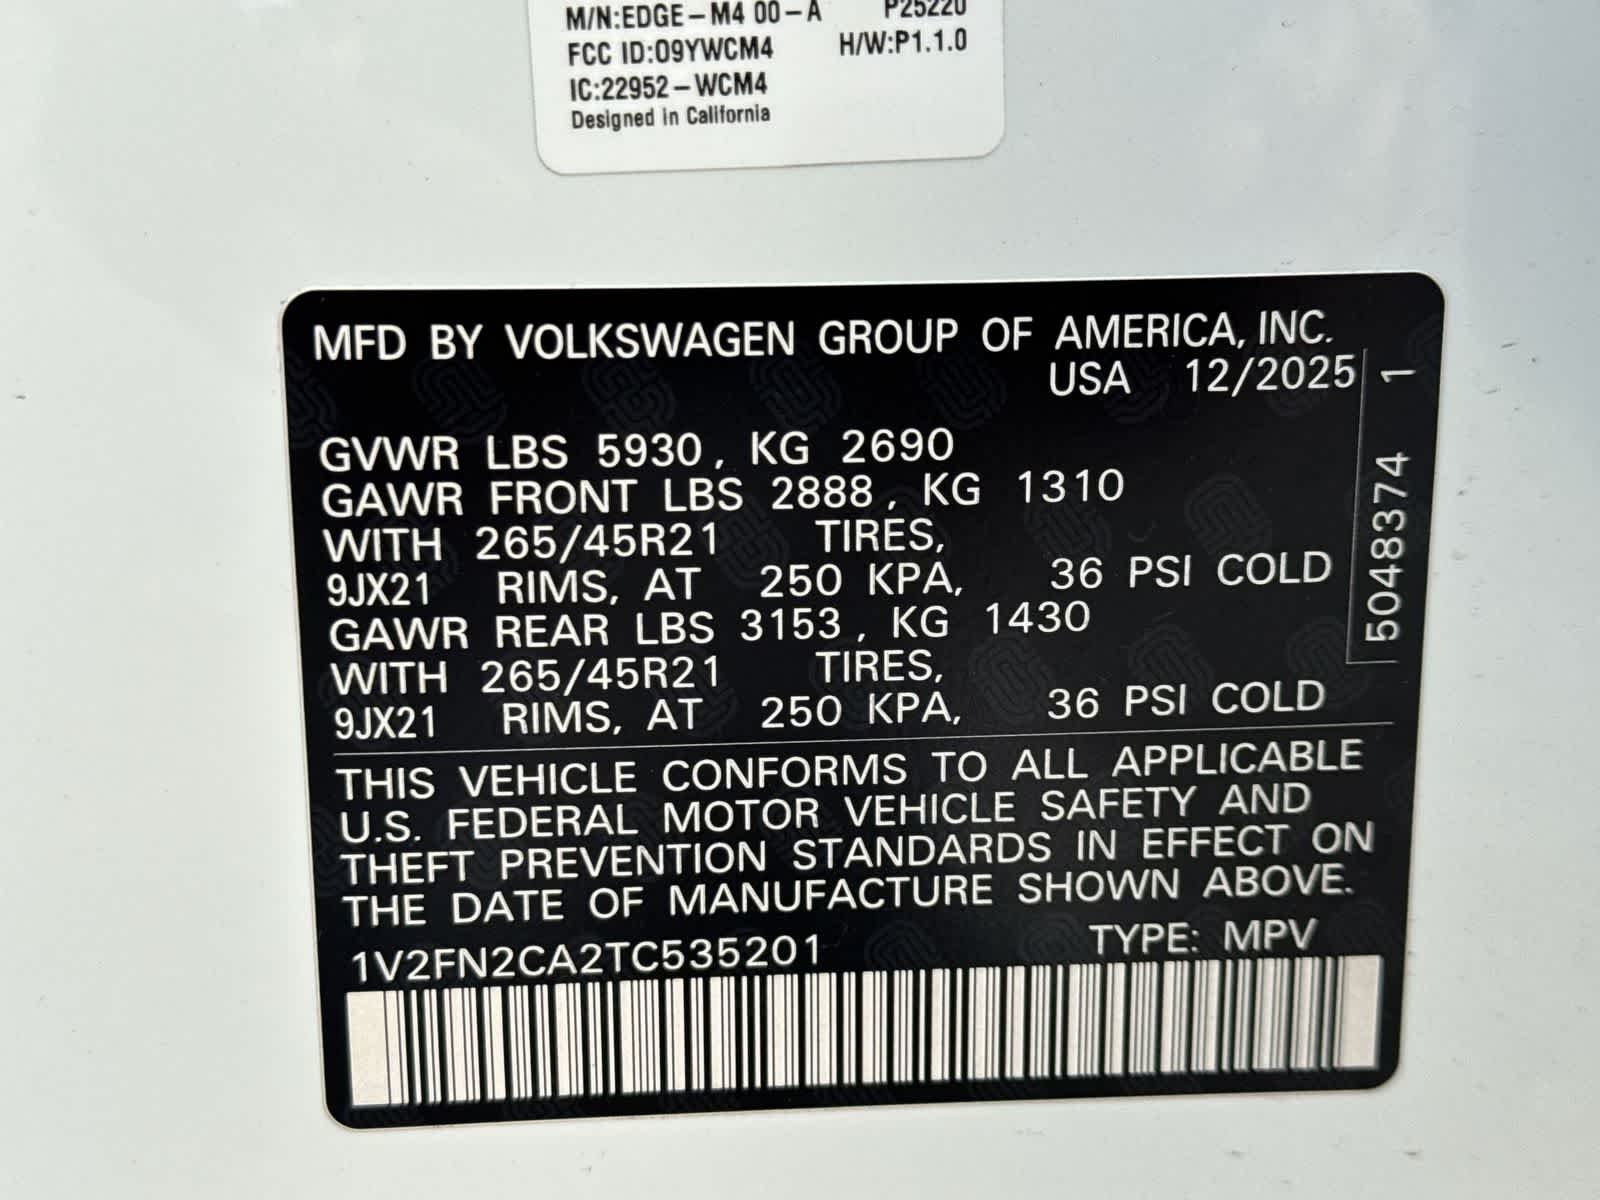 M/N:EDGE-M4 00-A P25220
FCC ID:O9YWCM4 H/W:P1.1.0
IC:22952-WCM4
Designed in California
MFD BY VOLKSWAGEN GROUP OF AMERICA, INC.
USA 12/2025
GVWR LBS 5930, KG 2690
GAWR FRONT LBS 2888, KG 1310
WITH 265/45R21 TIRES,
9JX21 RIMS, AT 250 KPA, 36 PSI COLD
GAWR REAR LBS 3153, KG 1430
WITH 265/45R21 TIRES,
9JX21 RIMS, AT 250 KPA, 36 PSI COLD
5048374 1
THIS VEHICLE CONFORMS TO ALL APPLICABLE
U.S. FEDERAL MOTOR VEHICLE SAFETY AND
THEFT PREVENTION STANDARDS IN EFFECT ON
THE DATE OF MANUFACTURE SHOWN ABOVE.
1V2FN2CA2TC535201 TYPE: MPV